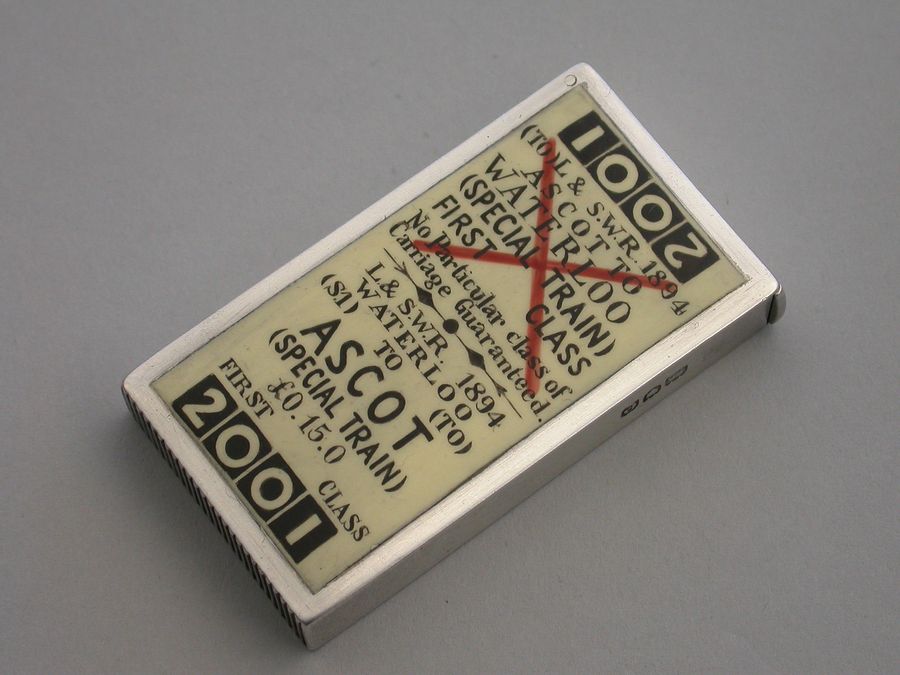 2001
(TO) L & S.W.R. 1894
ASCOT TO
WATERLOO
(SPECIAL TRAIN)
FIRST CLASS
No particular class of
Carriage Guaranteed.
L & S.W.R. 1894
(S1) WATERLOO (TO)
TO
ASCOT
(SPECIAL TRAIN)
£0.15.0
FIRST CLASS
2001